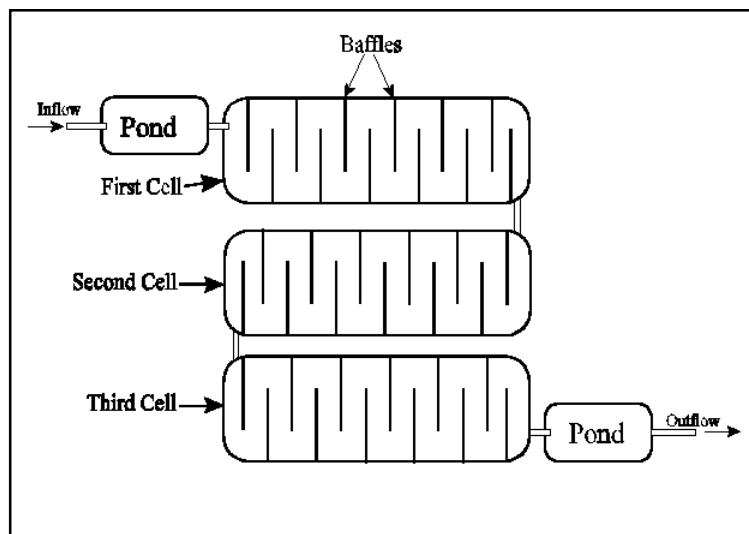 Baffles
Inflow
Pond
First Cell
Second Cell
Third Cell
Pond
Outflow